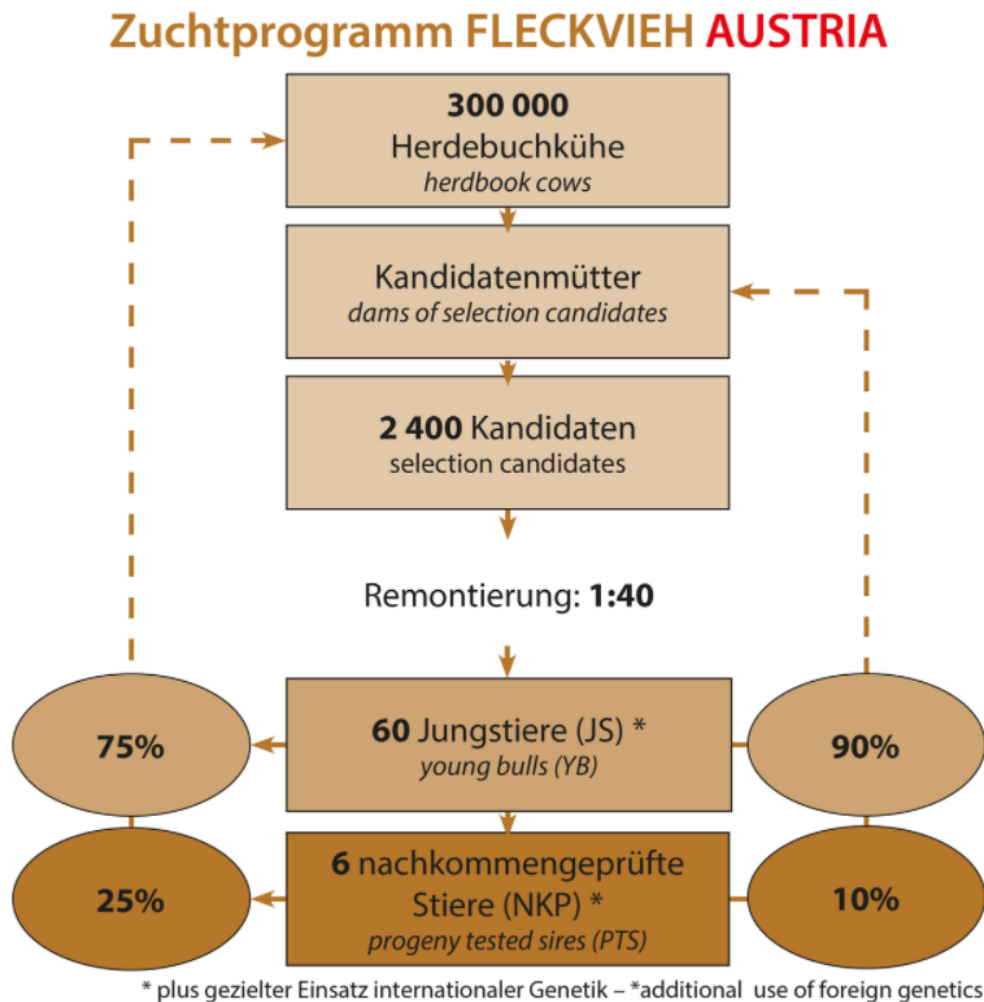 Zuchtprogramm FLECKVIEH AUSTRIA
300 000
Herdebuchkühe
herdbook cows
Kandidatenmütter
dams of selection candidates
2 400 Kandidaten
selection candidates
Remontierung: 1:40
75%
60 Jungstiere (JS) *
young bulls (YB)
90%
25%
6 nachkommengeprüfte
Stiere (NKP) *
progeny tested sires (PTS)
10%
* plus gezielter Einsatz internationaler Genetik – *additional use of foreign genetics